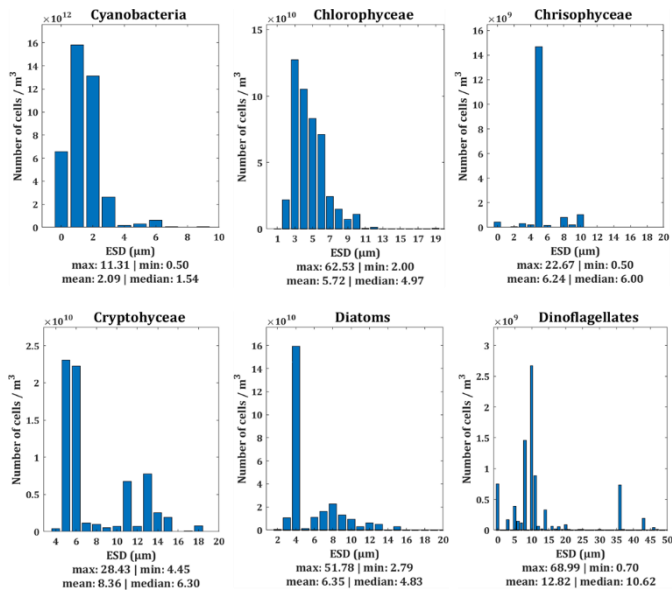 Cyanobacteria
×10^12
Number of cells / m^3
16
14
12
10
8
6
4
2
0
0 2 4 6 8 10
ESD (μm)
max: 11.31 | min: 0.50
mean: 2.09 | median: 1.54
Chlorophyceae
×10^10
Number of cells / m^3
15
10
5
0
1 3 5 7 9 11 13 15 17 19
ESD (μm)
max: 62.53 | min: 2.00
mean: 5.72 | median: 4.97
Chrisophyceae
×10^9
Number of cells / m^3
16
14
12
10
8
6
4
2
0
0 2 4 6 8 10 12 14 16 18 20
ESD (μm)
max: 22.67 | min: 0.50
mean: 6.24 | median: 6.00
Cryptohyceae
×10^10
Number of cells / m^3
2.5
2
1.5
1
0.5
0
4 6 8 10 12 14 16 18 20
ESD (μm)
max: 28.43 | min: 4.45
mean: 8.36 | median: 6.30
Diatoms
×10^10
Number of cells / m^3
16
14
12
10
8
6
4
2
0
2 4 6 8 10 12 14 16 18 20
ESD (μm)
max: 51.78 | min: 2.79
mean: 6.35 | median: 4.83
Dinoflagellates
×10^9
Number of cells / m^3
3
2.5
2
1.5
1
0.5
0
0 5 10 15 20 25 30 35 40 45 50
ESD (μm)
max: 68.99 | min: 0.70
mean: 12.82 | median: 10.62